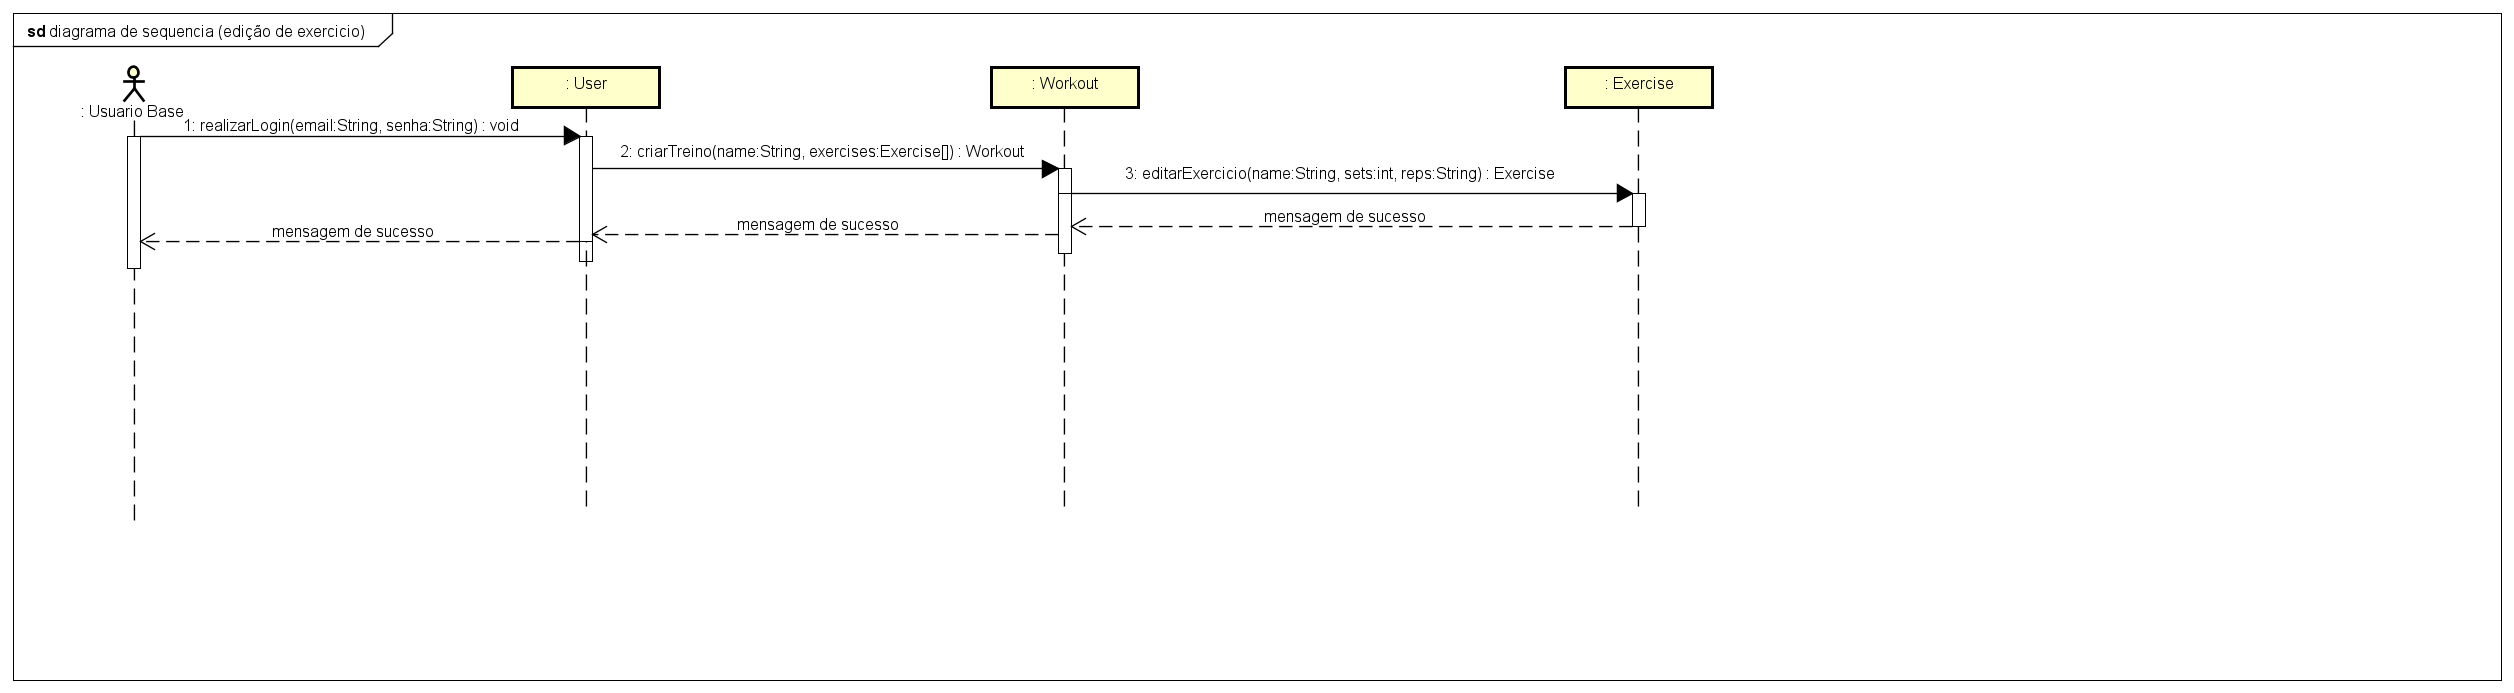 sd diagrama de sequencia (edição de exercicio)
: Usuario Base
: User
: Workout
: Exercise
1: realizarLogin(email:String, senha:String) : void
2: criarTreino(name:String, exercises:Exercise[]) : Workout
3: editarExercicio(name:String, sets:int, reps:String) : Exercise
mensagem de sucesso
mensagem de sucesso
mensagem de sucesso